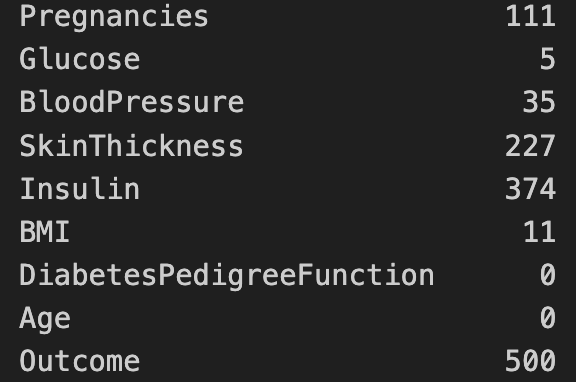 Pregnancies 111
Glucose 5
BloodPressure 35
SkinThickness 227
Insulin 374
BMI 11
DiabetesPedigreeFunction 0
Age 0
Outcome 500